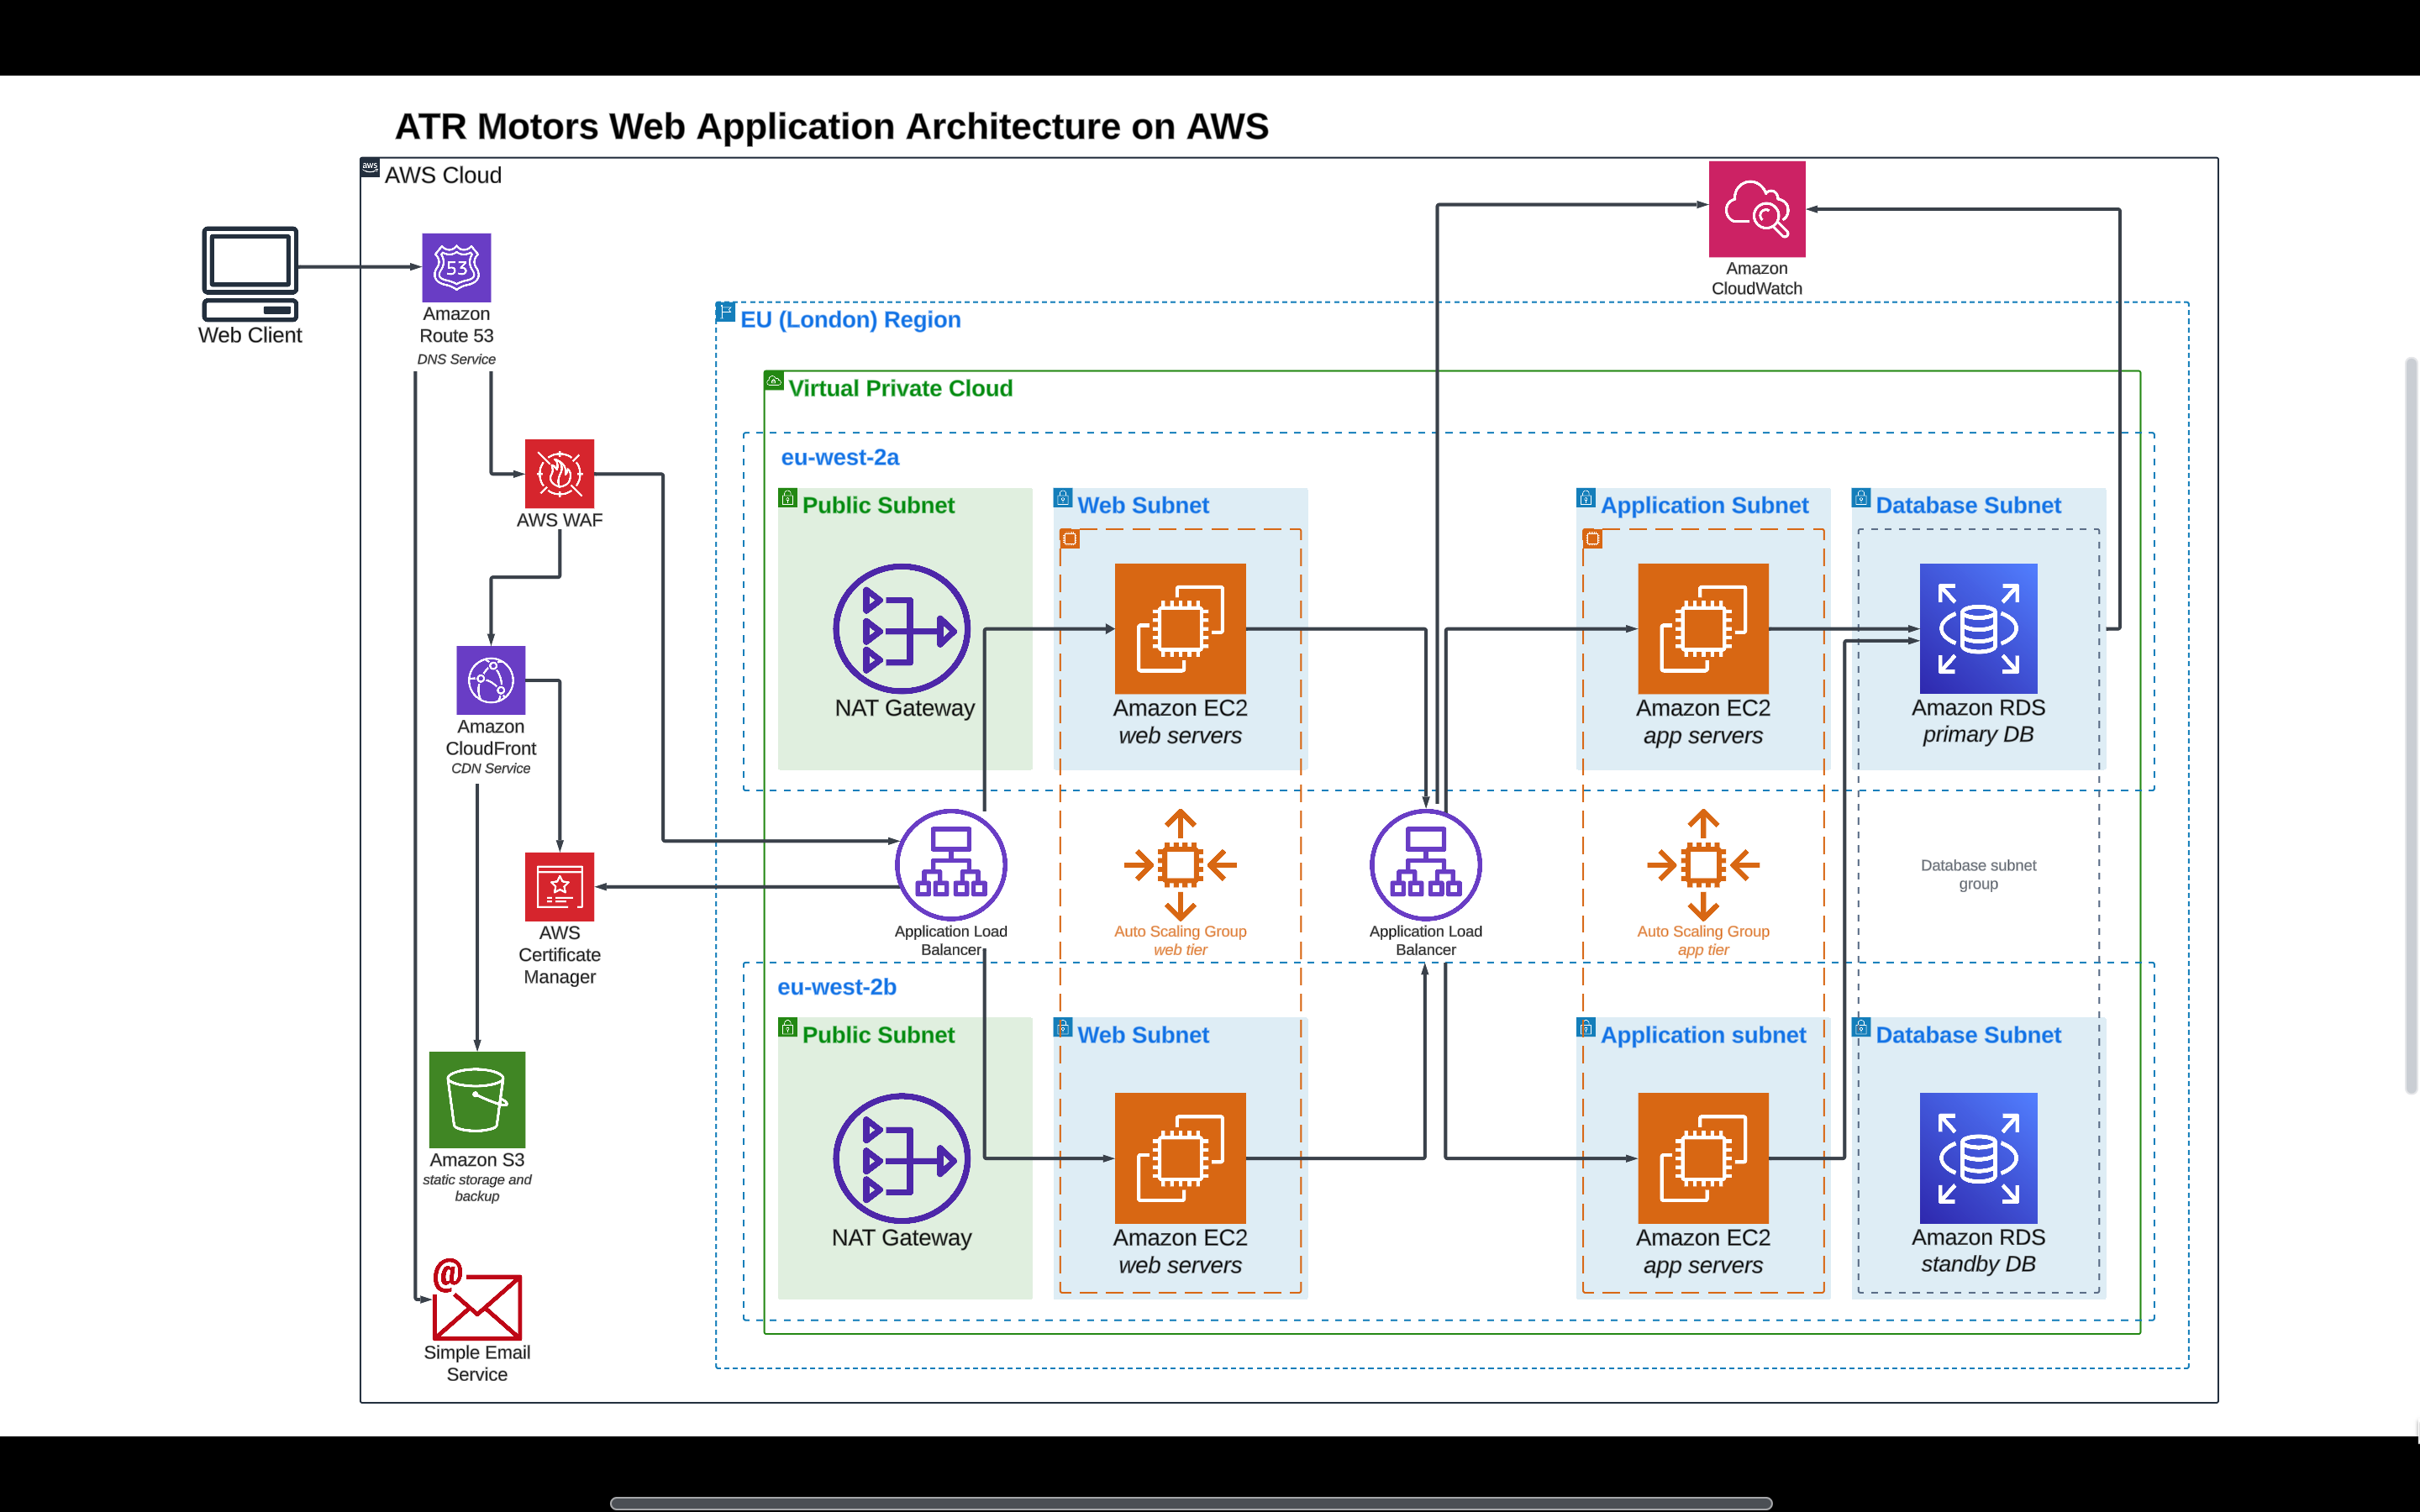 ATR Motors Web Application Architecture on AWS
aws
AWS Cloud
Web Client
53
Amazon
Route 53
DNS Service
Amazon
CloudWatch
EU (London) Region
Virtual Private Cloud
AWS WAF
eu-west-2a
Public Subnet
Web Subnet
Application Subnet
Database Subnet
NAT Gateway
Amazon EC2
web servers
Amazon EC2
app servers
Amazon RDS
primary DB
Amazon
CloudFront
CDN Service
AWS
Certificate
Manager
Application Load
Balancer
Auto Scaling Group
web tier
Application Load
Balancer
Auto Scaling Group
app tier
Database subnet
group
eu-west-2b
Public Subnet
Web Subnet
Application subnet
Database Subnet
NAT Gateway
Amazon EC2
web servers
Amazon EC2
app servers
Amazon RDS
standby DB
Amazon S3
static storage and
backup
@
Simple Email
Service